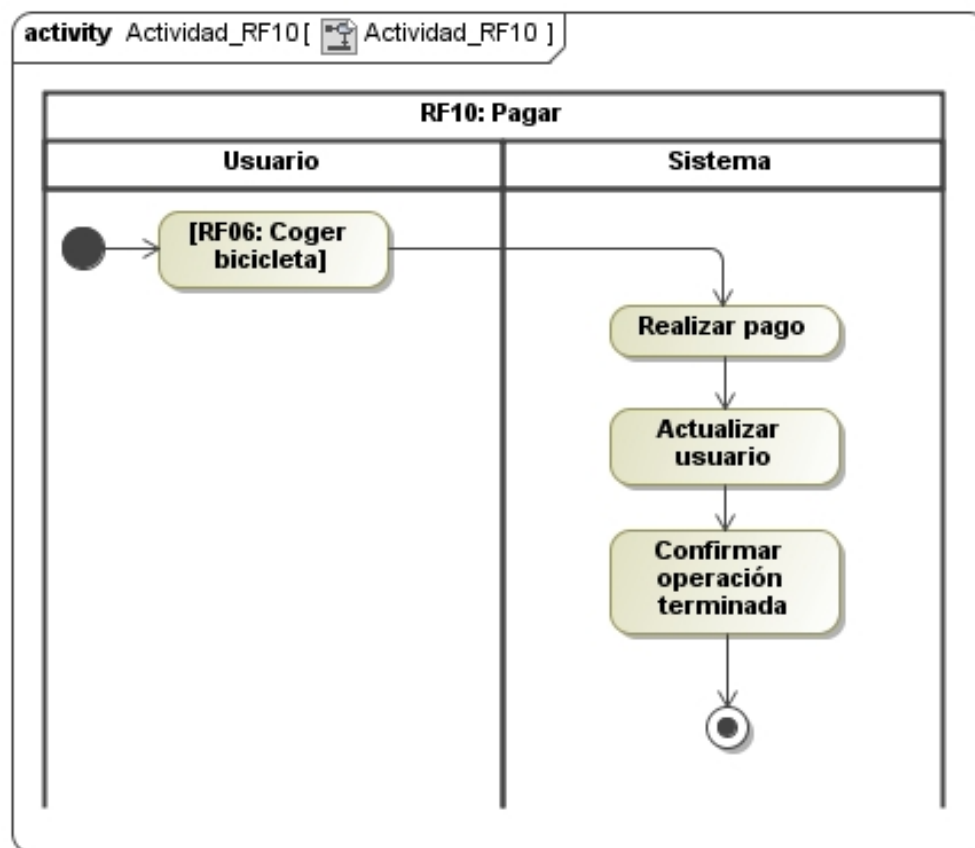 activity Actividad_RF10[ Actividad_RF10 ]
RF10: Pagar
Usuario
Sistema
[RF06: Coger
bicicleta]
Realizar pago
Actualizar
usuario
Confirmar
operación
terminada